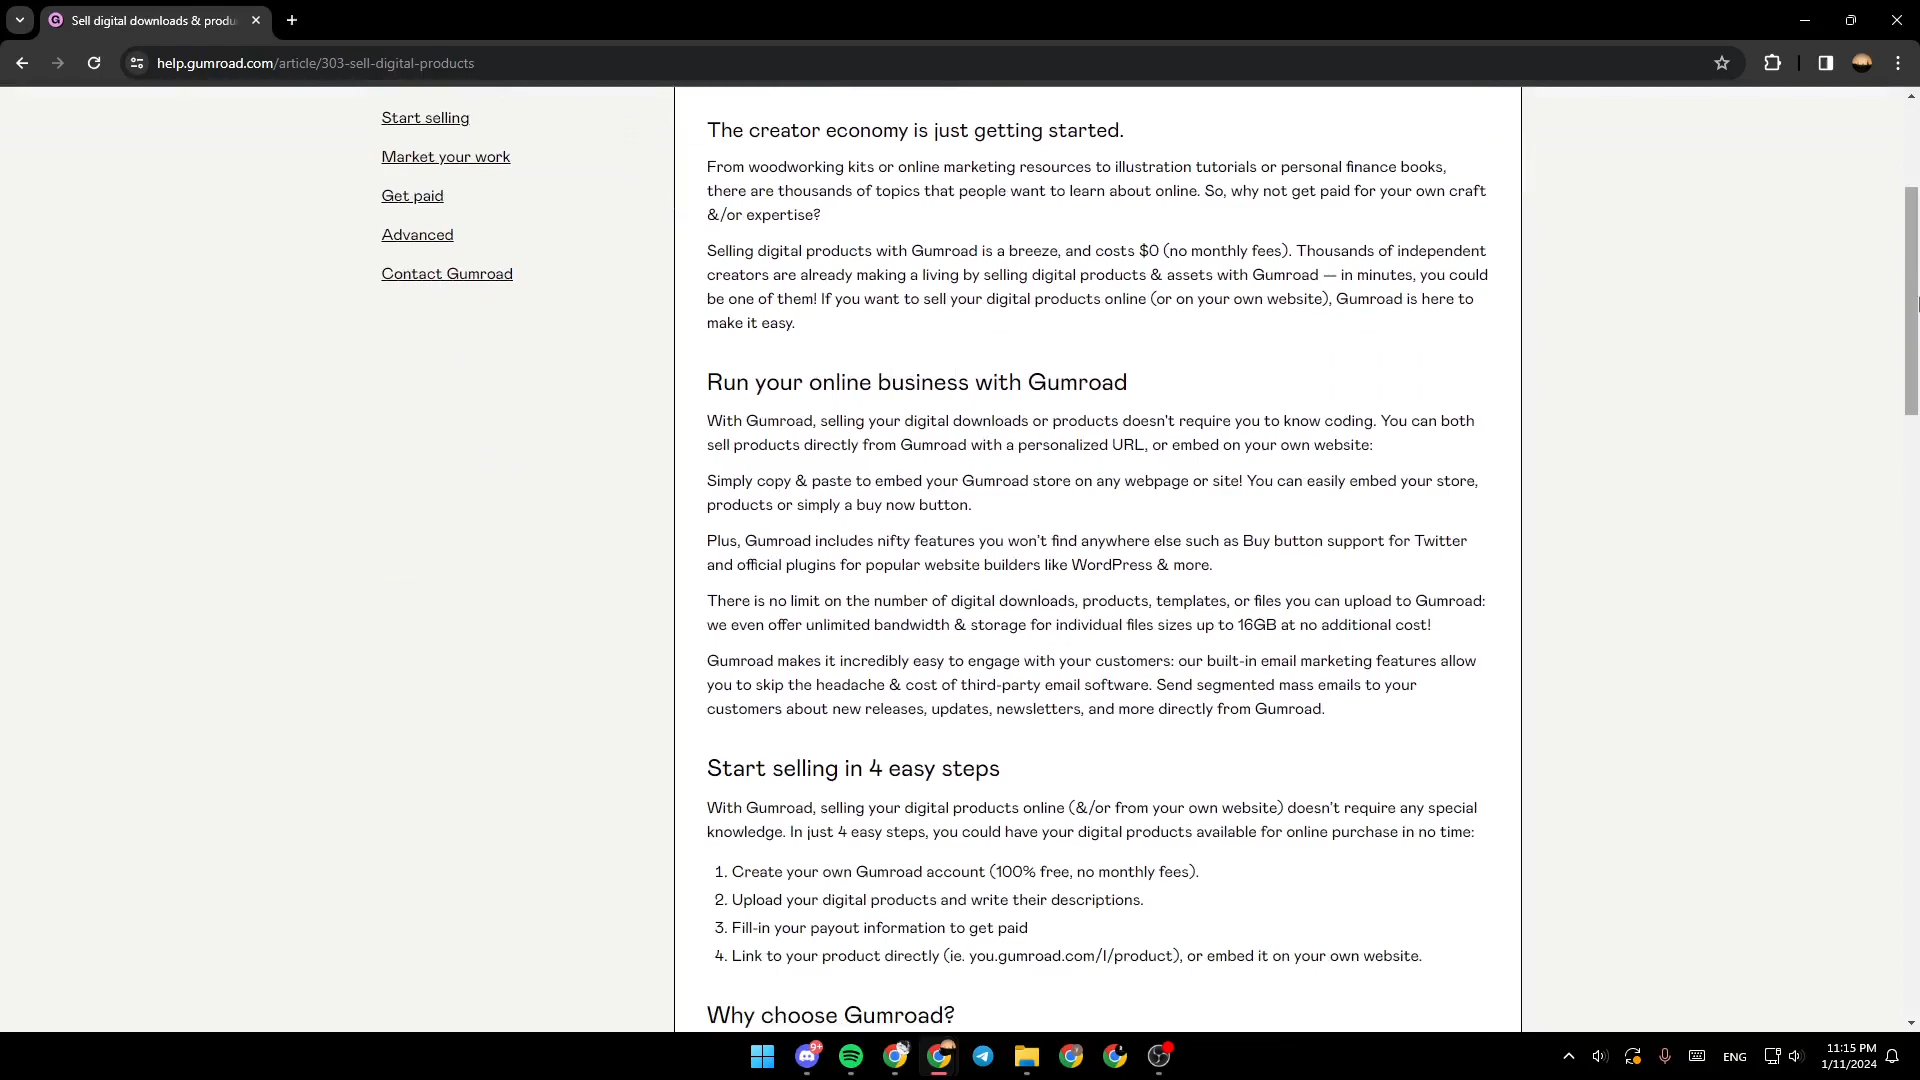 Sell digital downloads & produ
help.gumroad.com/article/303-sell-digital-products
Start selling
Market your work
Get paid
Advanced
Contact Gumroad
The creator economy is just getting started.
From woodworking kits or online marketing resources to illustration tutorials or personal finance books,
there are thousands of topics that people want to learn about online. So, why not get paid for your own craft
&/or expertise?
Selling digital products with Gumroad is a breeze, and costs $0 (no monthly fees). Thousands of independent
creators are already making a living by selling digital products & assets with Gumroad — in minutes, you could
be one of them! If you want to sell your digital products online (or on your own website), Gumroad is here to
make it easy.
Run your online business with Gumroad
With Gumroad, selling your digital downloads or products doesn't require you to know coding. You can both
sell products directly from Gumroad with a personalized URL, or embed on your own website:
Simply copy & paste to embed your Gumroad store on any webpage or site! You can easily embed your store,
products or simply a buy now button.
Plus, Gumroad includes nifty features you won't find anywhere else such as Buy button support for Twitter
and official plugins for popular website builders like WordPress & more.
There is no limit on the number of digital downloads, products, templates, or files you can upload to Gumroad:
we even offer unlimited bandwidth & storage for individual files sizes up to 16GB at no additional cost!
Gumroad makes it incredibly easy to engage with your customers: our built-in email marketing features allow
you to skip the headache & cost of third-party email software. Send segmented mass emails to your
customers about new releases, updates, newsletters, and more directly from Gumroad.
Start selling in 4 easy steps
With Gumroad, selling your digital products online (&/or from your own website) doesn't require any special
knowledge. In just 4 easy steps, you could have your digital products available for online purchase in no time:
1. Create your own Gumroad account (100% free, no monthly fees).
2. Upload your digital products and write their descriptions.
3. Fill-in your payout information to get paid
4. Link to your product directly (ie. you.gumroad.com/l/product), or embed it on your own website.
Why choose Gumroad?
9+
ENG
11:15 PM
1/11/2024